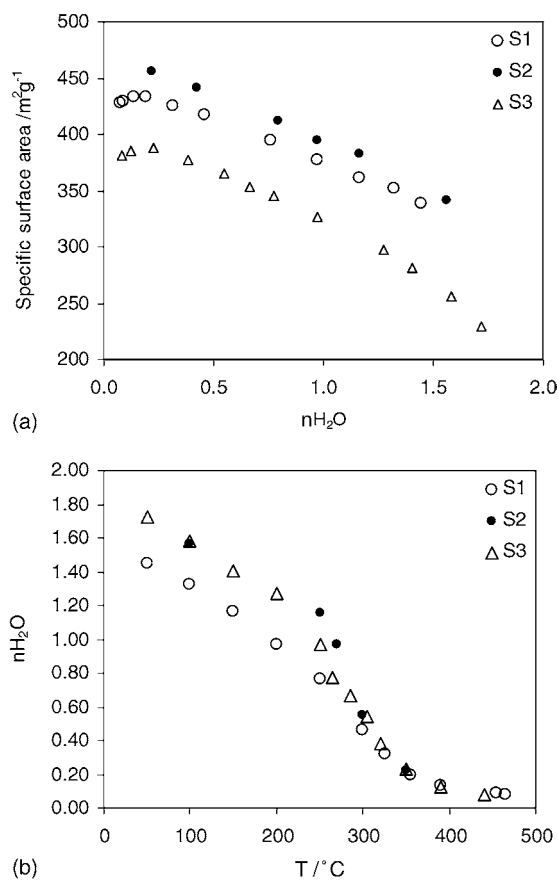 500
450
400
350
300
250
200
Specific surface area /m²g⁻¹
S1
S2
S3
0.0 0.5 1.0 1.5 2.0
nH₂O
(a)
2.00
1.80
1.60
1.40
1.20
1.00
0.80
0.60
0.40
0.20
0.00
nH₂O
S1
S2
S3
0 100 200 300 400 500
T /°C
(b)